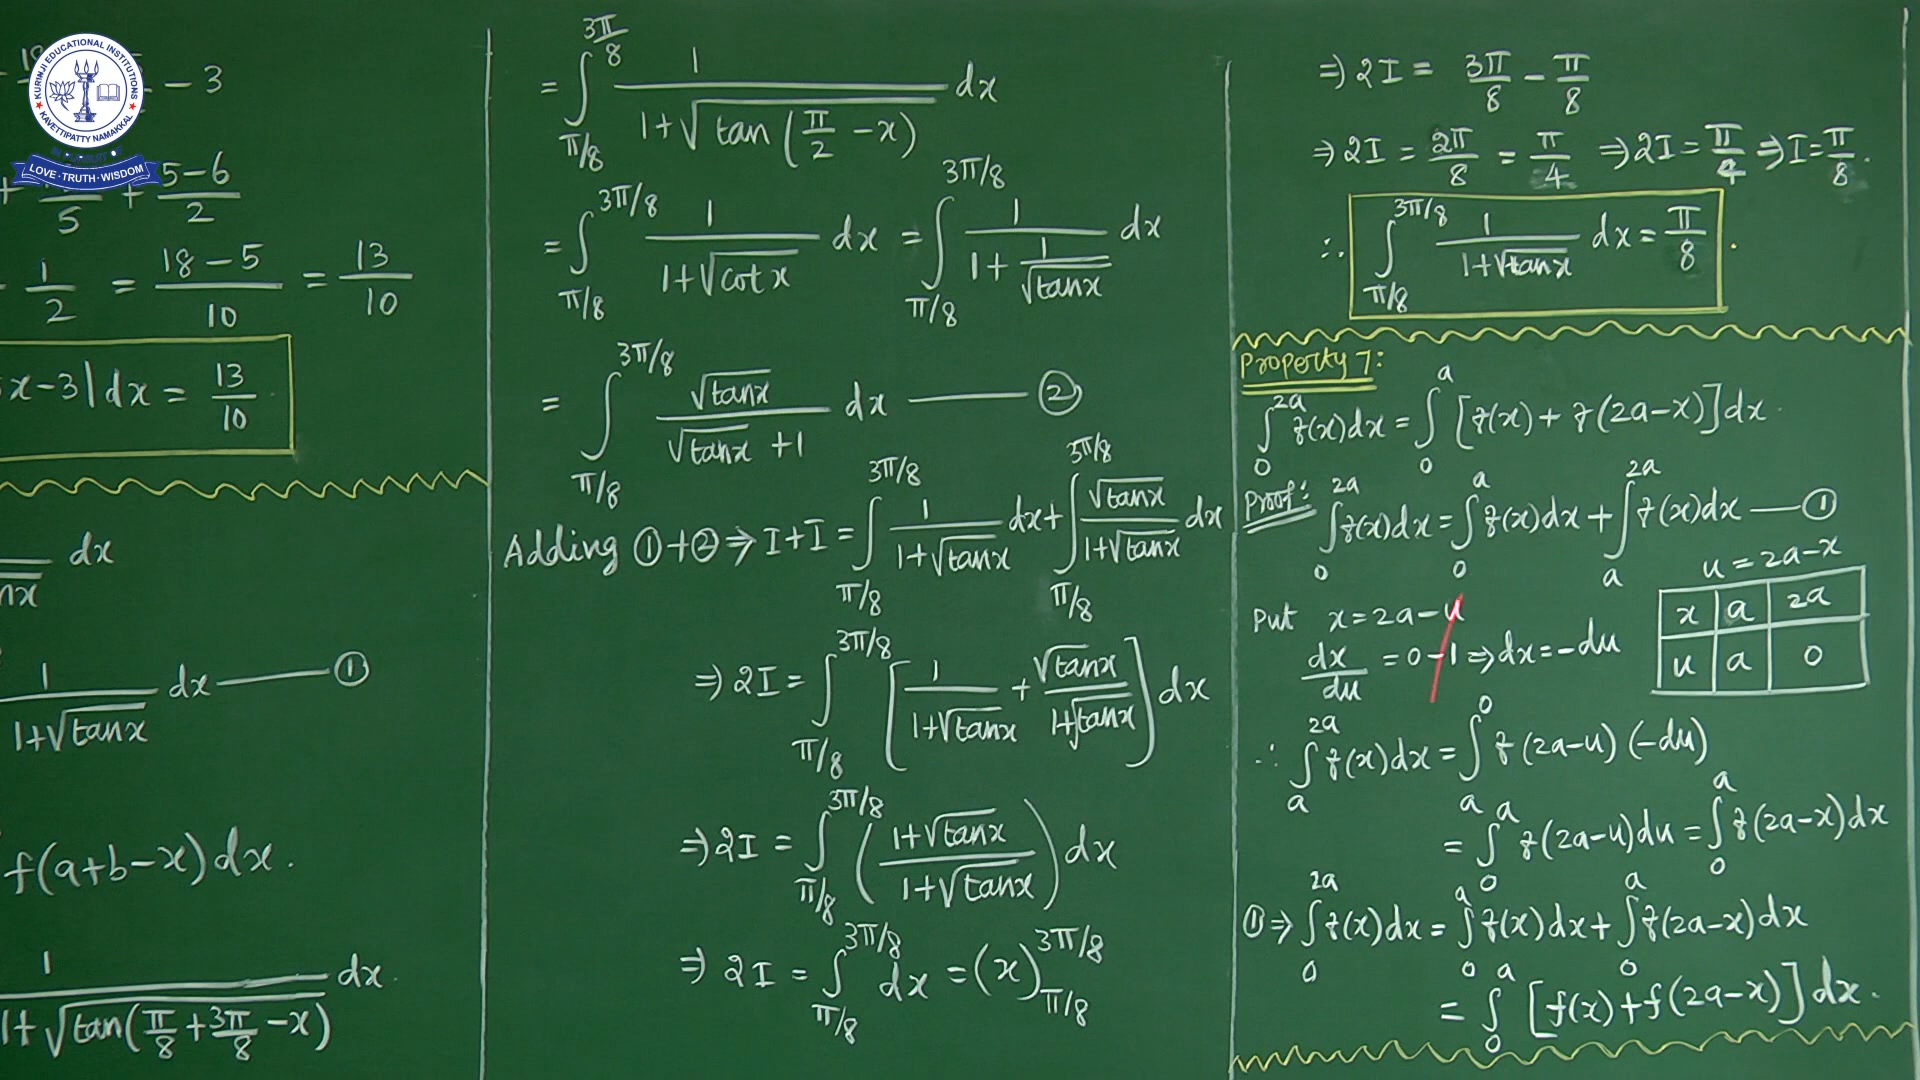 KURINJI EDUCATIONAL INSTITUTIONS
KAVETTIPATTY NAMAKKAL
LOVE · TRUTH · WISDOM
- 3
5 + (5-6)/2
1/2 = (18-5)/10 = 13/10
x-3|dx = 13/10
dx
1/(1+√tanx) dx —— ①
f(a+b-x)dx.
1/(1+√tan(π/8 + 3π/8 - x)) dx.
= ∫_{π/8}^{3π/8} 1/(1+√tan(π/2 - x)) dx
= ∫_{π/8}^{3π/8} 1/(1+√cotx) dx = ∫_{π/8}^{3π/8} 1/(1+1/√tanx) dx
= ∫_{π/8}^{3π/8} √tanx/(√tanx +1) dx —— ②
Adding ①+② ⇒ I+I = ∫_{π/8}^{3π/8} 1/(1+√tanx) dx + ∫_{π/8}^{3π/8} √tanx/(1+√tanx) dx
⇒ 2I = ∫_{π/8}^{3π/8} [1/(1+√tanx) + √tanx/(1+√tanx)] dx
⇒ 2I = ∫_{π/8}^{3π/8} ((1+√tanx)/(1+√tanx)) dx
⇒ 2I = ∫_{π/8}^{3π/8} dx = (x)_{π/8}^{3π/8}
⇒ 2I = 3π/8 - π/8
⇒ 2I = 2π/8 = π/4 ⇒ 2I = π/4 ⇒ I = π/8.
∴ ∫_{π/8}^{3π/8} 1/(1+√tanx) dx = π/8.
Property 7:
∫_0^{2a} f(x)dx = ∫_0^a [f(x) + f(2a-x)]dx.
Proof: ∫_0^{2a} f(x)dx = ∫_0^a f(x)dx + ∫_a^{2a} f(x)dx —— ①
u = 2a-x
Put x = 2a-u
x a 2a
dx/du = 0-1 ⇒ dx = -du
u a 0
∴ ∫_a^{2a} f(x)dx = ∫_a^0 f(2a-u)(-du)
= ∫_0^a f(2a-u)du = ∫_0^a f(2a-x)dx
① ⇒ ∫_0^{2a} f(x)dx = ∫_0^a f(x)dx + ∫_0^a f(2a-x)dx
= ∫_0^a [f(x)+f(2a-x)]dx.